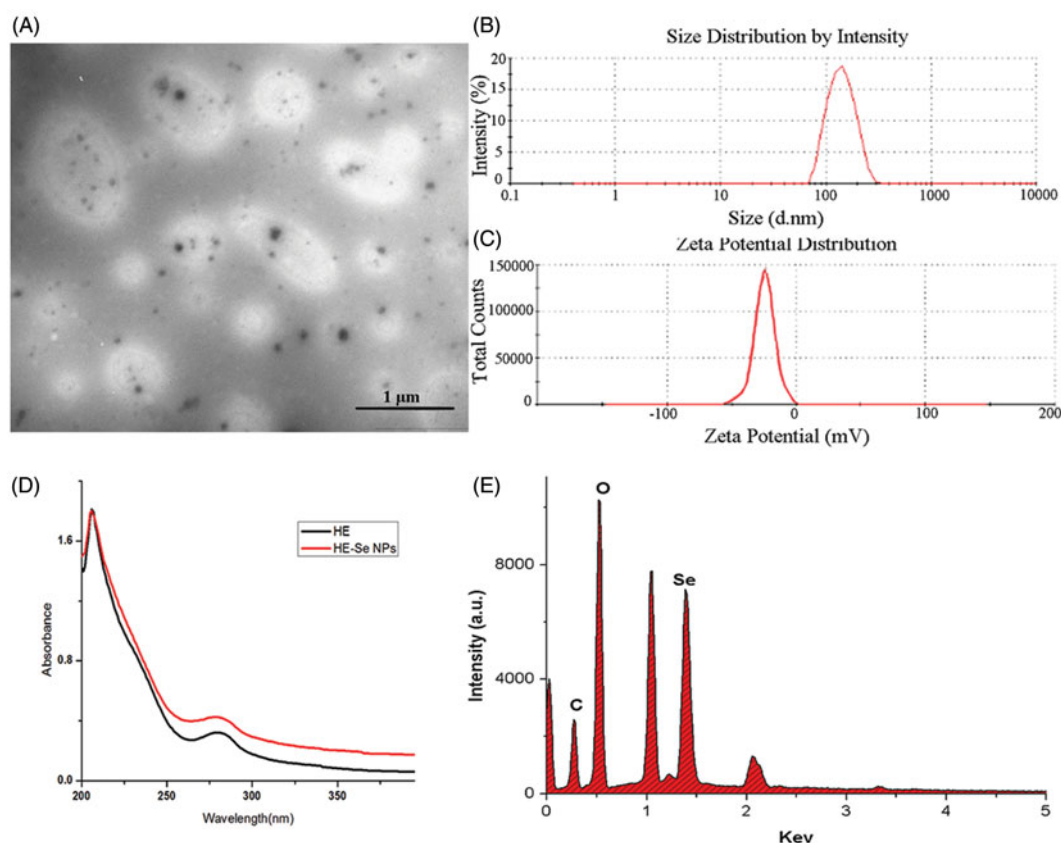 (A)
1 µm
(B)
Size Distribution by Intensity
Intensity (%)
20
15
10
5
0
0.1 1 10 100 1000 10000
Size (d.nm)
(C)
Zeta Potential Distribution
Total Counts
150000
100000
50000
0
-100 0 100 200
Zeta Potential (mV)
(D)
HE
HE-Se NPs
Absorbance
1.6
0.8
0.0
200 250 300 350
Wavelength(nm)
(E)
O
Se
C
Intensity (a.u.)
8000
4000
0
0 1 2 3 4 5
Kev